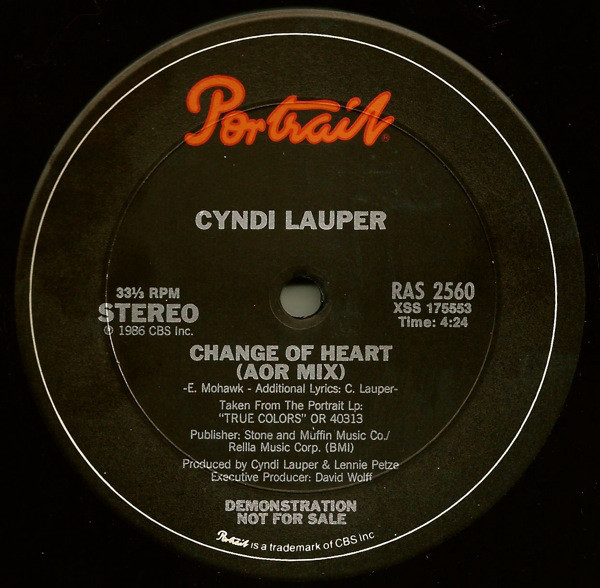 Portrait
CYNDI LAUPER
33⅓ RPM
STEREO
℗ 1986 CBS Inc.
RAS 2560
XSS 175553
Time: 4:24
CHANGE OF HEART
(AOR MIX)
-E. Mohawk - Additional Lyrics: C. Lauper-
Taken From The Portrait Lp:
"TRUE COLORS" OR 40313
Publisher: Stone and Muffin Music Co./
Rellla Music Corp. (BMI)
Produced by Cyndi Lauper & Lennie Petze
Executive Producer: David Wolff
DEMONSTRATION
NOT FOR SALE
Portrait is a trademark of CBS Inc